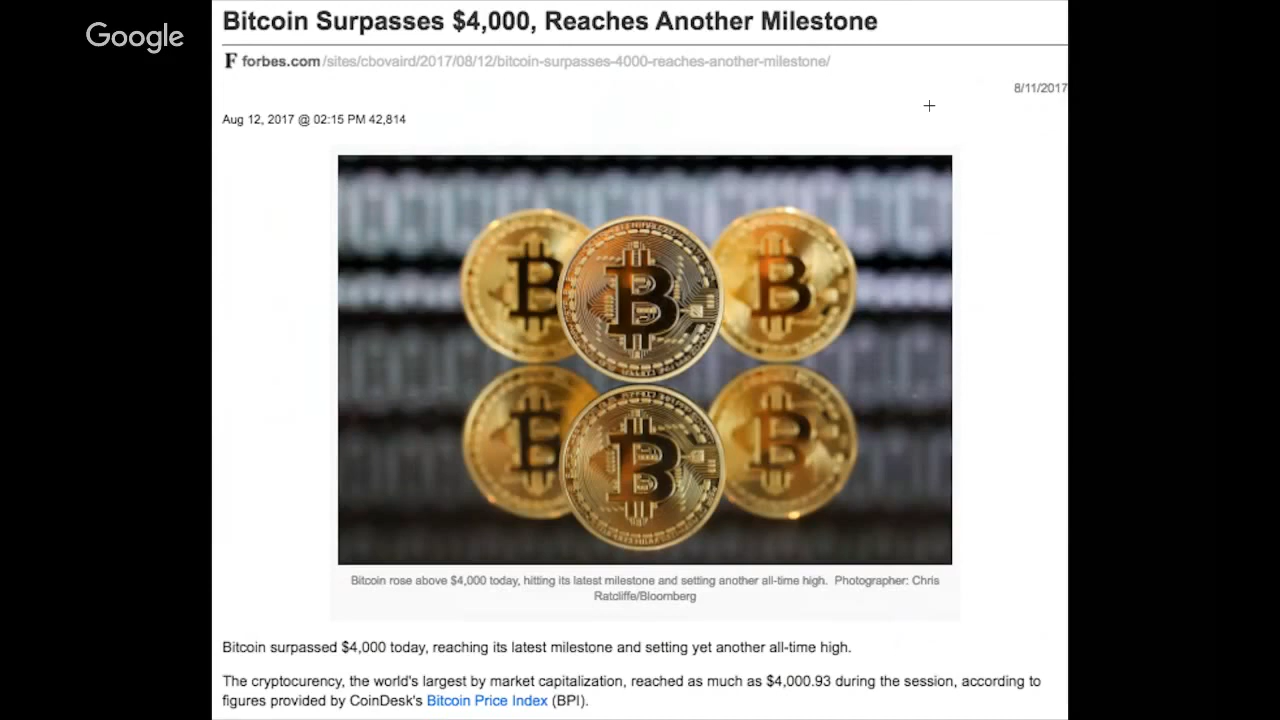 Google
Bitcoin Surpasses $4,000, Reaches Another Milestone
F forbes.com/sites/cbovaird/2017/08/12/bitcoin-surpasses-4000-reaches-another-milestone/
8/11/2017
Aug 12, 2017 @ 02:15 PM 42,814
Bitcoin rose above $4,000 today, hitting its latest milestone and setting another all-time high. Photographer: Chris
Ratcliffe/Bloomberg
Bitcoin surpassed $4,000 today, reaching its latest milestone and setting yet another all-time high.
The cryptocurrency, the world's largest by market capitalization, reached as much as $4,000.93 during the session, according to
figures provided by CoinDesk's Bitcoin Price Index (BPI).